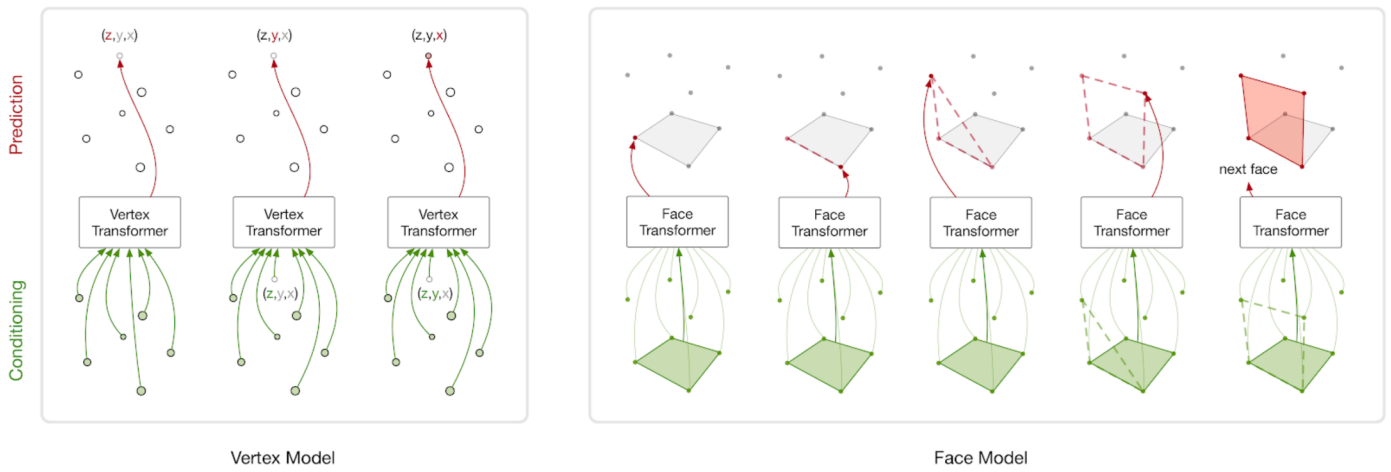 Prediction
Conditioning
(z,y,x)
(z,y,x)
(z,y,x)
Vertex
Transformer
Vertex
Transformer
Vertex
Transformer
(z,y,x)
(z,y,x)
Vertex Model
next face
Face
Transformer
Face
Transformer
Face
Transformer
Face
Transformer
Face
Transformer
Face Model